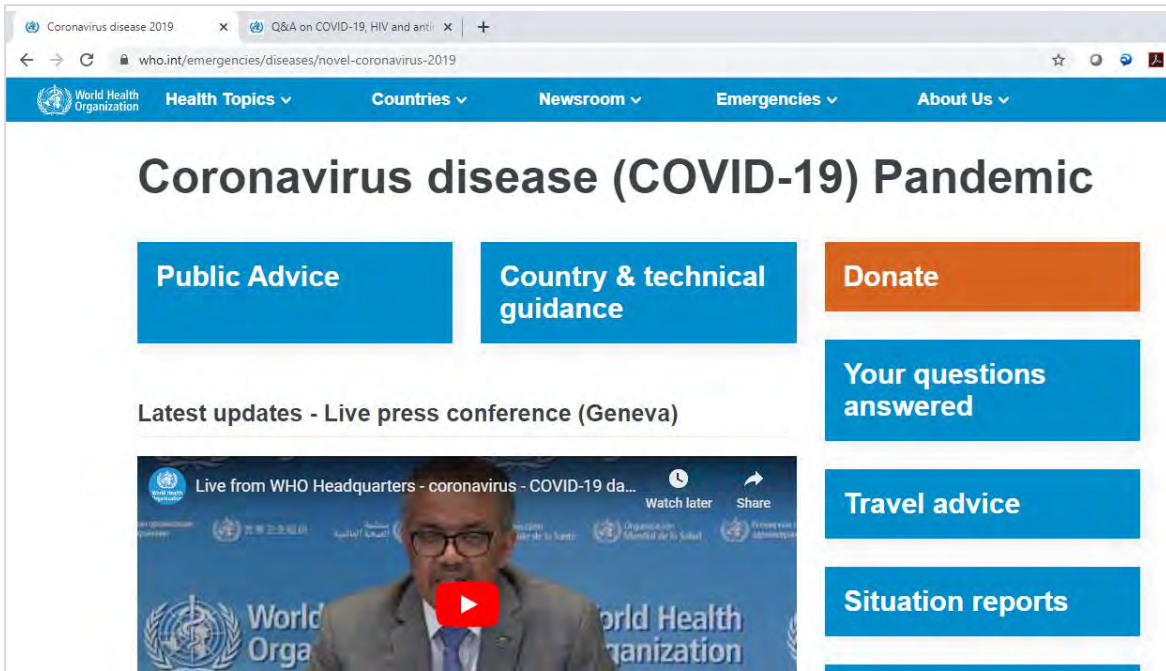 Coronavirus disease 2019
Q&A on COVID-19, HIV and anti
who.int/emergencies/diseases/novel-coronavirus-2019
World Health
Organization
Health Topics
Countries
Newsroom
Emergencies
About Us
Coronavirus disease (COVID-19) Pandemic
Public Advice
Country & technical
guidance
Donate
Your questions
answered
Latest updates - Live press conference (Geneva)
Live from WHO Headquarters - coronavirus - COVID-19 da...
Watch later
Share
Travel advice
Situation reports
World
Orga
orld Health
ganization